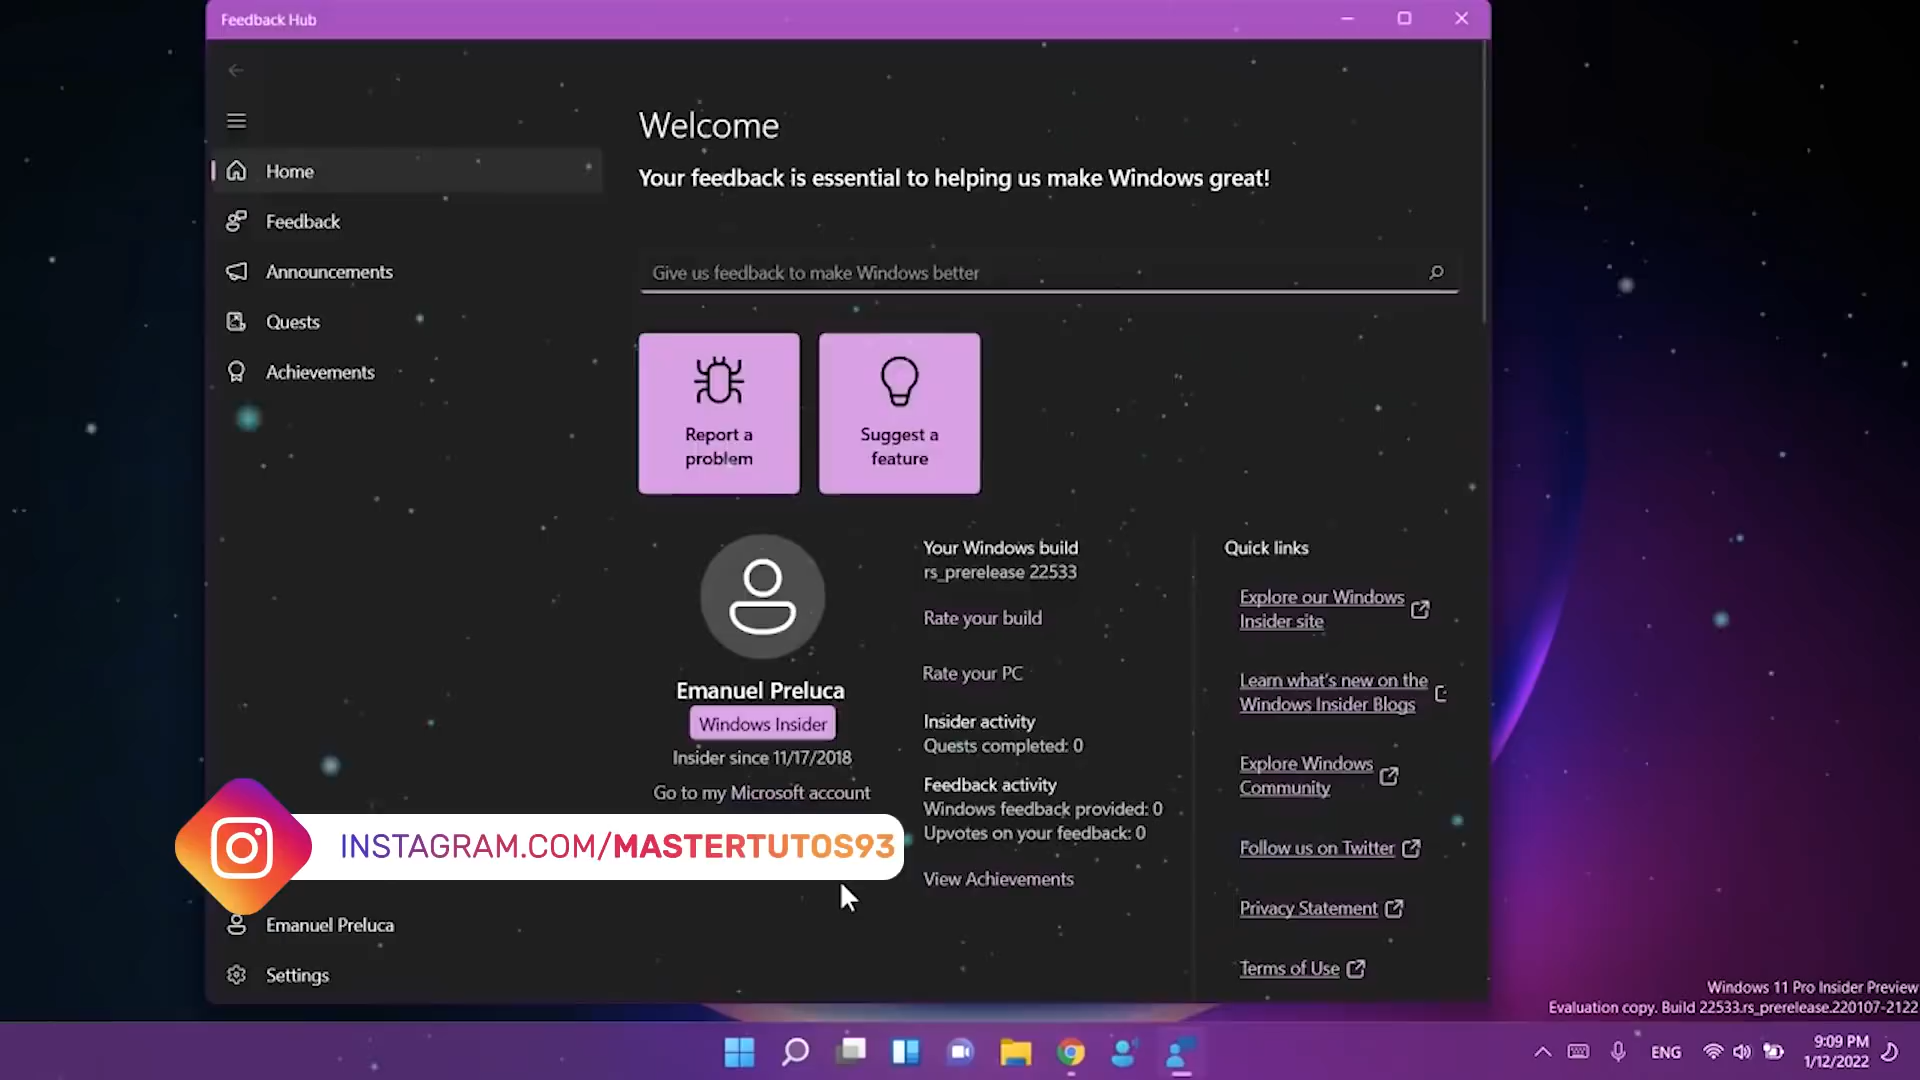 Feedback Hub
Home
Feedback
Announcements
Quests
Achievements
Emanuel Preluca
Settings
Welcome
Your feedback is essential to helping us make Windows great!
Give us feedback to make Windows better
Report a
problem
Suggest a
feature
Emanuel Preluca
Windows Insider
Insider since 11/17/2018
Go to my Microsoft account
Your Windows build
rs_prerelease 22533
Rate your build
Rate your PC
Insider activity
Quests completed: 0
Feedback activity
Windows feedback provided: 0
Upvotes on your feedback: 0
View Achievements
Quick links
Explore our Windows
Insider site
Learn what's new on the
Windows Insider Blogs
Explore Windows
Community
Follow us on Twitter
Privacy Statement
Terms of Use
INSTAGRAM.COM/MASTERTUTOS93
Windows 11 Pro Insider Preview
Evaluation copy. Build 22533.rs_prerelease.220107-2122
ENG
9:09 PM
1/12/2022